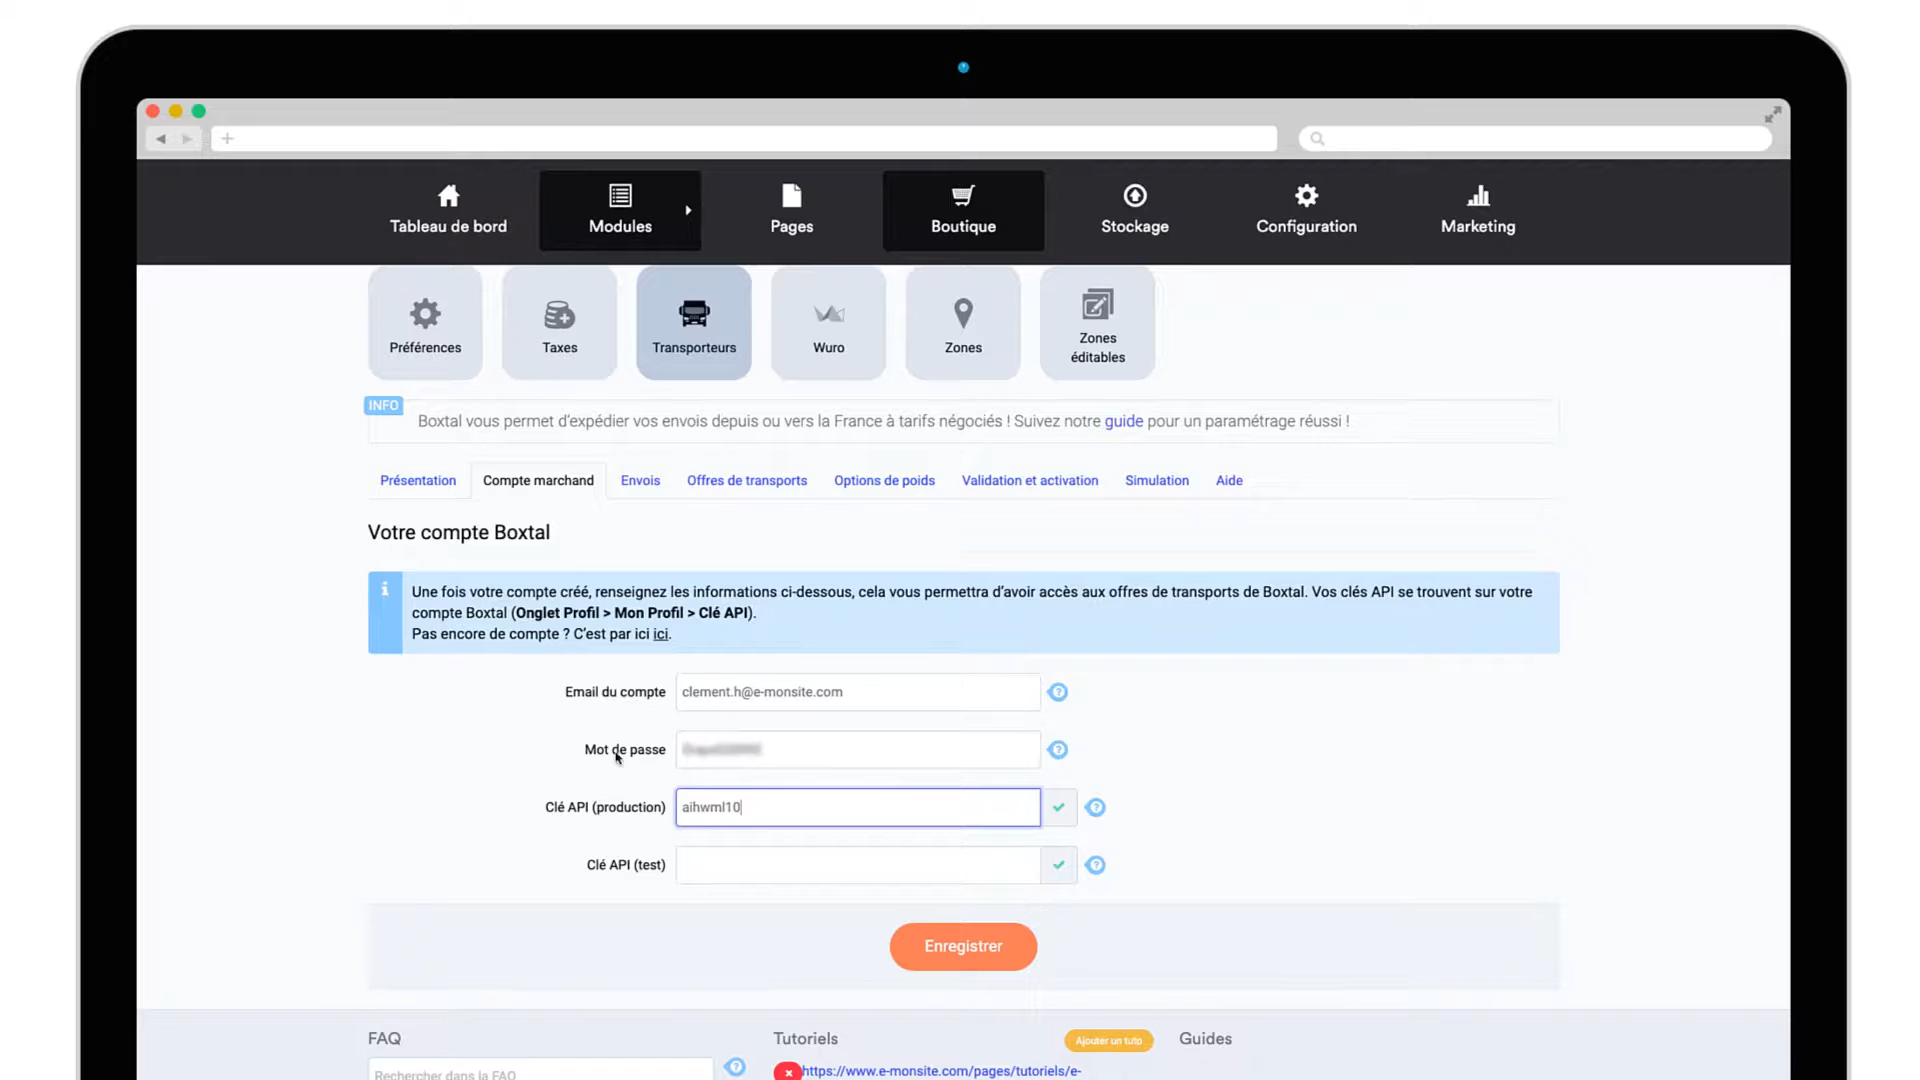 Tableau de bord
Modules
Pages
Boutique
Stockage
Configuration
Marketing
Préférences
Taxes
Transporteurs
Wuro
Zones
Zones
éditables
INFO
Boxtal vous permet d'expédier vos envois depuis ou vers la France à tarifs négociés ! Suivez notre guide pour un paramétrage réussi !
Présentation
Compte marchand
Envois
Offres de transports
Options de poids
Validation et activation
Simulation
Aide
Votre compte Boxtal
Une fois votre compte créé, renseignez les informations ci-dessous, cela vous permettra d'avoir accès aux offres de transports de Boxtal. Vos clés API se trouvent sur votre
compte Boxtal (Onglet Profil > Mon Profil > Clé API).
Pas encore de compte ? C'est par ici ici.
Email du compte
clement.h@e-monsite.com
Mot de passe
Clé API (production)
aihwml10
Clé API (test)
Enregistrer
FAQ
Tutoriels
Ajouter un tuto
Guides
Rechercher dans la FAQ
https://www.e-monsite.com/pages/tutoriels/e-